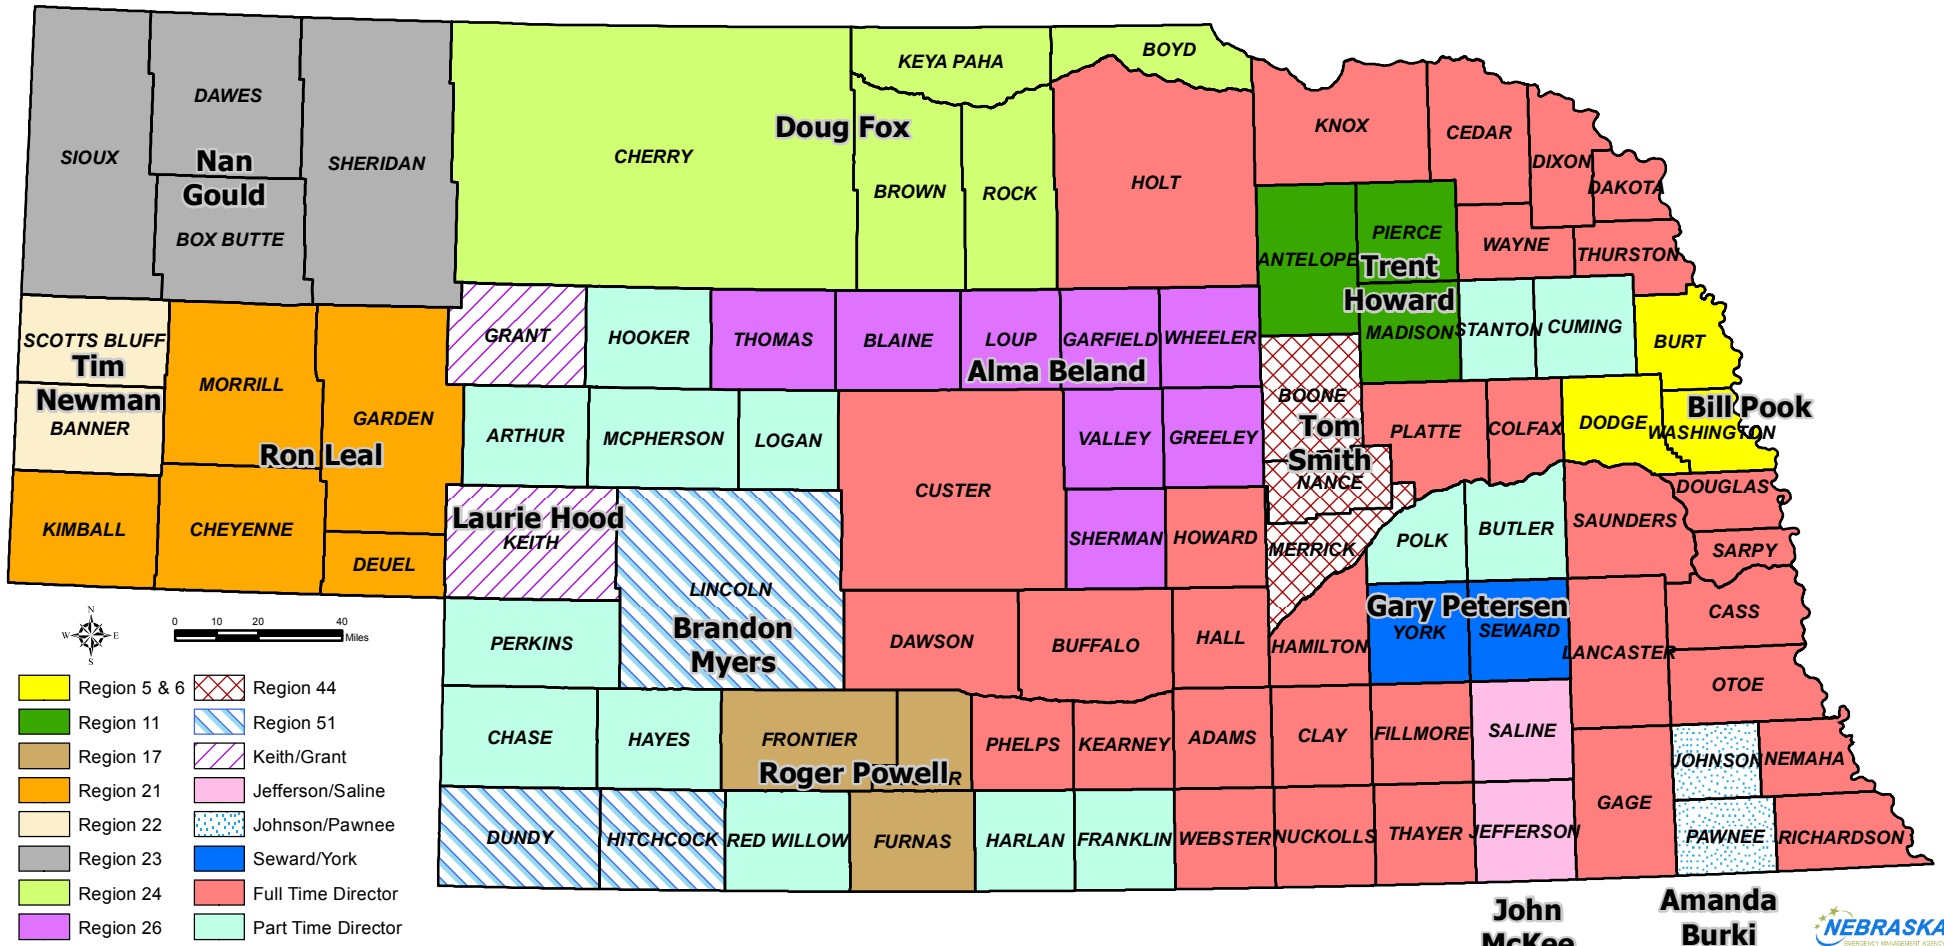 BOYD
KEYA PAHA
DAWES
Doug Fox
KNOX
CEDAR
SIOUX
Nan
Gould
SHERIDAN
CHERRY
BROWN
ROCK
HOLT
DIXON
DAKOTA
BOX BUTTE
PIERCE
WAYNE
THURSTON
ANTELOPE
Trent
Howard
MADISON
STANTON
CUMING
BURT
SCOTTS BLUFF
Tim
Newman
BANNER
MORRILL
GARDEN
GRANT
HOOKER
THOMAS
BLAINE
LOUP
GARFIELD
WHEELER
Alma Beland
BOONE
Tom
Smith
NANCE
PLATTE
COLFAX
DODGE
Bill Pook
WASHINGTON
Ron Leal
ARTHUR
MCPHERSON
LOGAN
CUSTER
VALLEY
GREELEY
KIMBALL
CHEYENNE
DEUEL
Laurie Hood
KEITH
LINCOLN
SHERMAN
HOWARD
MERRICK
POLK
BUTLER
SAUNDERS
DOUGLAS
SARPY
Gary Petersen
YORK
SEWARD
CASS
PERKINS
Brandon
Myers
DAWSON
BUFFALO
HALL
HAMILTON
LANCASTER
OTOE
CHASE
HAYES
FRONTIER
Roger Powell
R
PHELPS
KEARNEY
ADAMS
CLAY
FILLMORE
SALINE
JOHNSON
NEMAHA
DUNDY
HITCHCOCK
RED WILLOW
FURNAS
HARLAN
FRANKLIN
WEBSTER
NUCKOLLS
THAYER
JEFFERSON
GAGE
PAWNEE
RICHARDSON
John
McKee
Amanda
Burki
N
W E
S
0 10 20 40
Miles
Region 5 & 6
Region 11
Region 17
Region 21
Region 22
Region 23
Region 24
Region 26
Region 44
Region 51
Keith/Grant
Jefferson/Saline
Johnson/Pawnee
Seward/York
Full Time Director
Part Time Director
NEBRASKA
EMERGENCY MANAGEMENT AGENCY